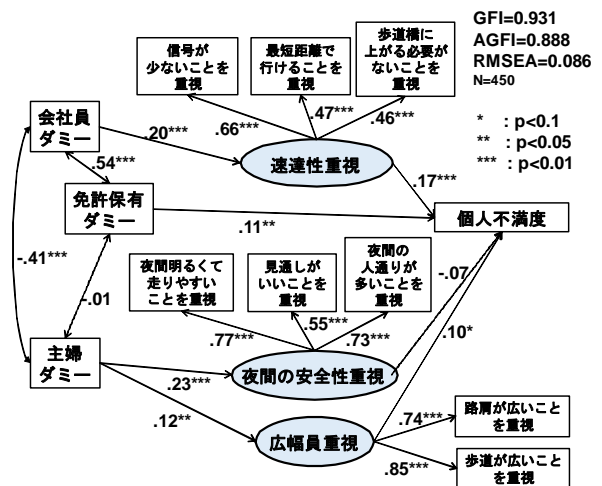 GFI=0.931
AGFI=0.888
RMSEA=0.086
N=450
* : p<0.1
** : p<0.05
*** : p<0.01
信号が
少ないことを
重視
最短距離で
行けることを
重視
歩道橋に
上がる必要が
ないことを
重視
.66***
.47***
.46***
会社員
ダミー
.20***
速達性重視
.54***
.17***
免許保有
ダミー
.11**
個人不満度
-.41***
-.01
夜間明るくて
走りやすい
ことを重視
見通しが
いいことを
重視
夜間の
人通りが
多いことを
重視
-.07
.10*
.77***
.55***
.73***
主婦
ダミー
.23***
夜間の安全性重視
.12**
広幅員重視
.74***
路肩が広いこと
を重視
.85***
歩道が広いこと
を重視